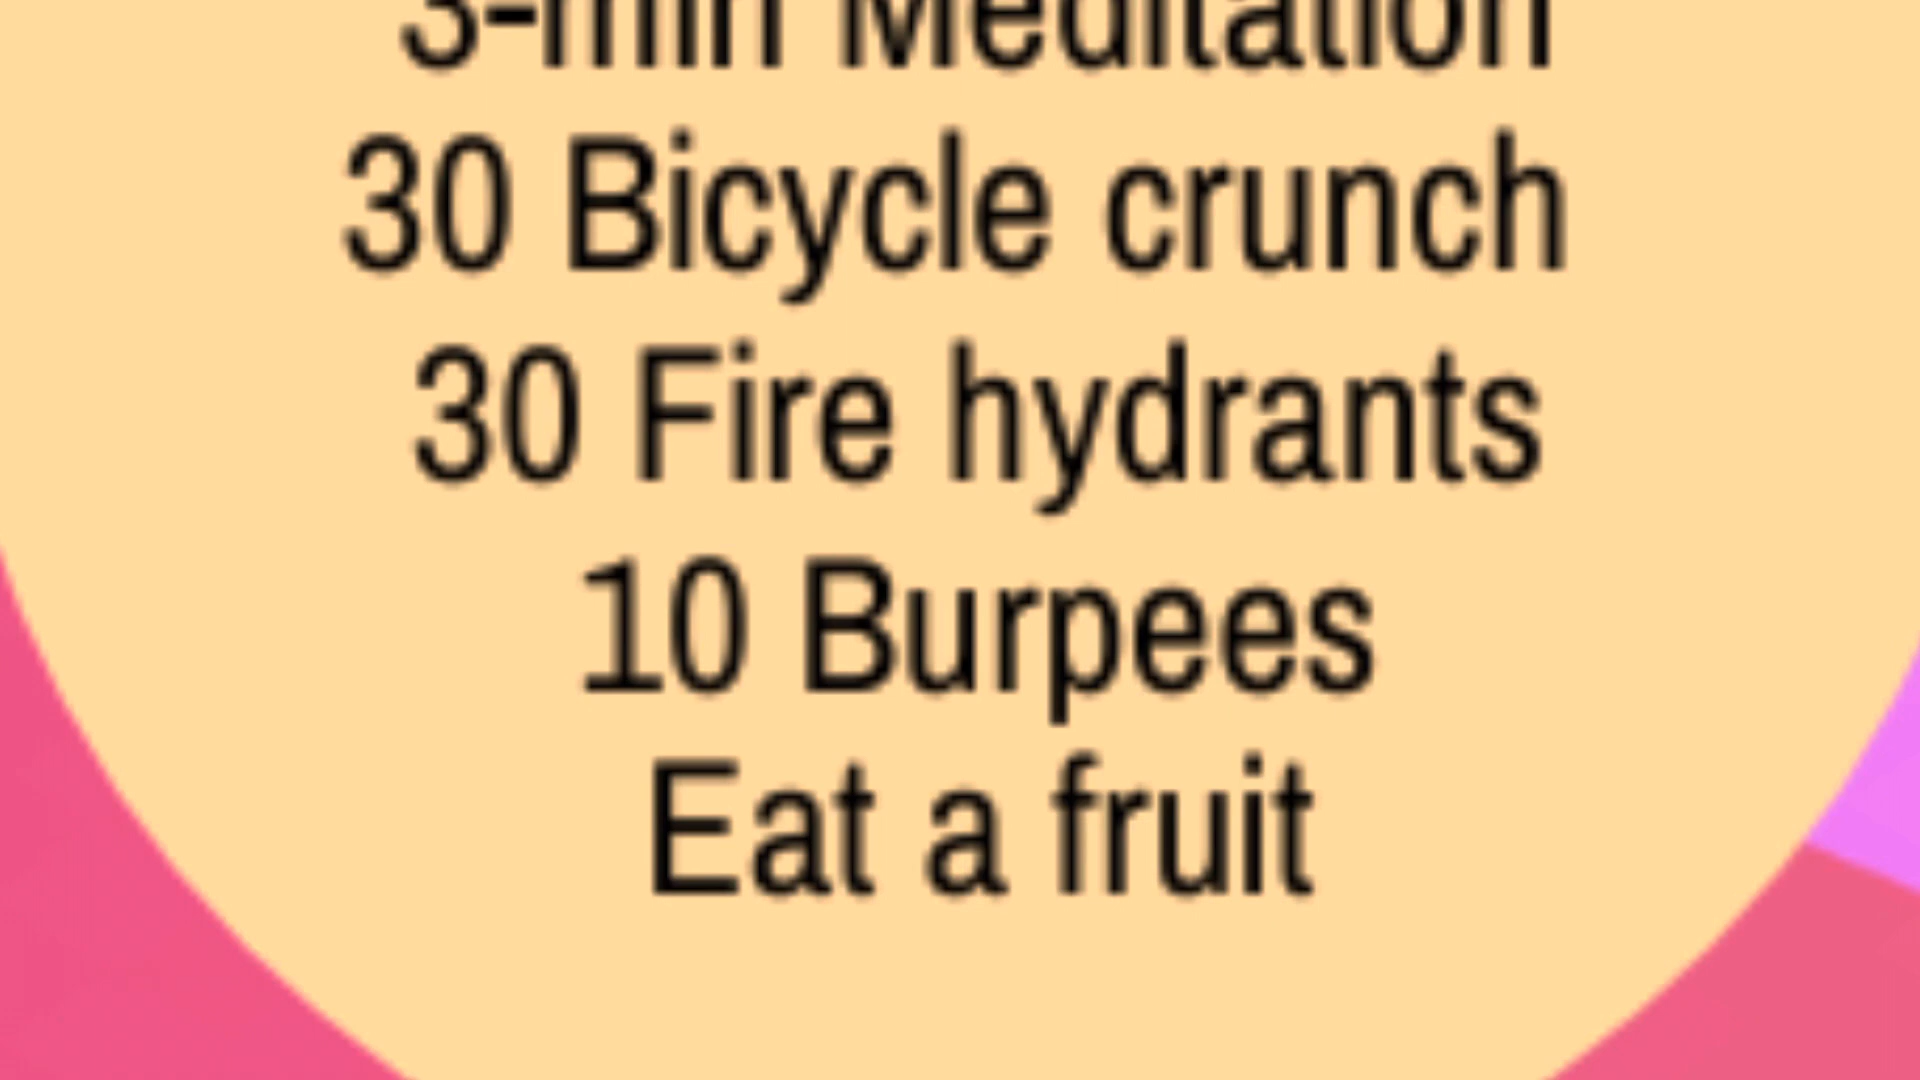 3-min Meditation
30 Bicycle crunch
30 Fire hydrants
10 Burpees
Eat a fruit